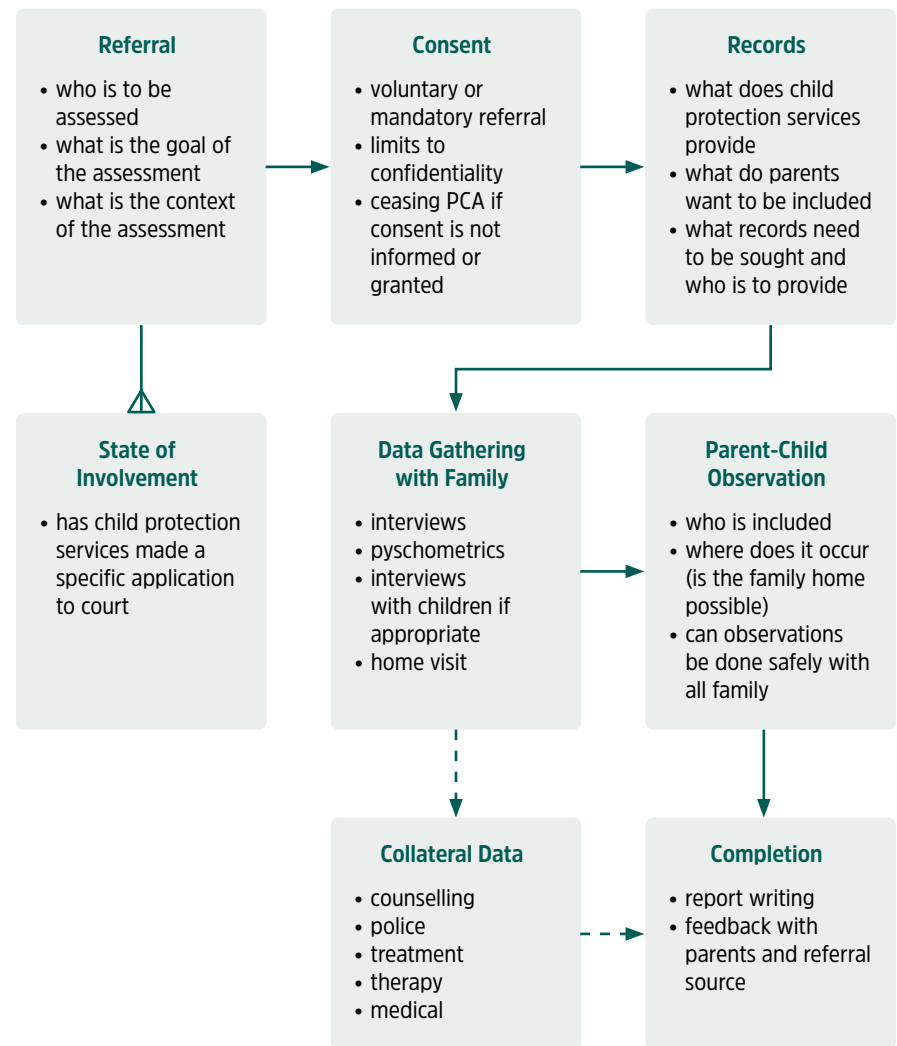 Referral
• who is to be
assessed
• what is the goal of
the assessment
• what is the context
of the assessment
Consent
• voluntary or
mandatory referral
• limits to
confidentiality
• ceasing PCA if
consent is not
informed or
granted
Records
• what does child
protection services
provide
• what do parents
want to be included
• what records need
to be sought and
who is to provide
State of
Involvement
• has child protection
services made a
specific application
to court
Data Gathering
with Family
• interviews
• pyschometrics
• interviews
with children if
appropriate
• home visit
Parent-Child
Observation
• who is included
• where does it occur
(is the family home
possible)
• can observations
be done safely with
all family
Collateral Data
• counselling
• police
• treatment
• therapy
• medical
Completion
• report writing
• feedback with
parents and referral
source